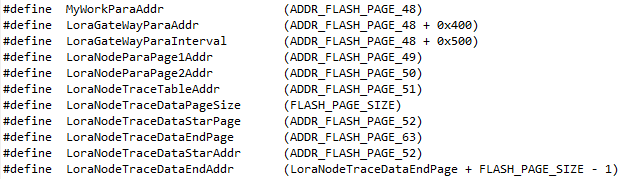 #define  MyWorkParaAddr             (ADDR_FLASH_PAGE_48)
#define  LoraGateWayParaAddr        (ADDR_FLASH_PAGE_48 + 0x400)
#define  LoraGateWayParaInterval    (ADDR_FLASH_PAGE_48 + 0x500)
#define  LoraNodeParaPage1Addr      (ADDR_FLASH_PAGE_49)
#define  LoraNodeParaPage2Addr      (ADDR_FLASH_PAGE_50)
#define  LoraNodeTraceTableAddr     (ADDR_FLASH_PAGE_51)
#define  LoraNodeTraceDataPageSize  (FLASH_PAGE_SIZE)
#define  LoraNodeTraceDataStarPage  (ADDR_FLASH_PAGE_52)
#define  LoraNodeTraceDataEndPage   (ADDR_FLASH_PAGE_63)
#define  LoraNodeTraceDataStarAddr  (ADDR_FLASH_PAGE_52)
#define  LoraNodeTraceDataEndAddr   (LoraNodeTraceDataEndPage + FLASH_PAGE_SIZE - 1)